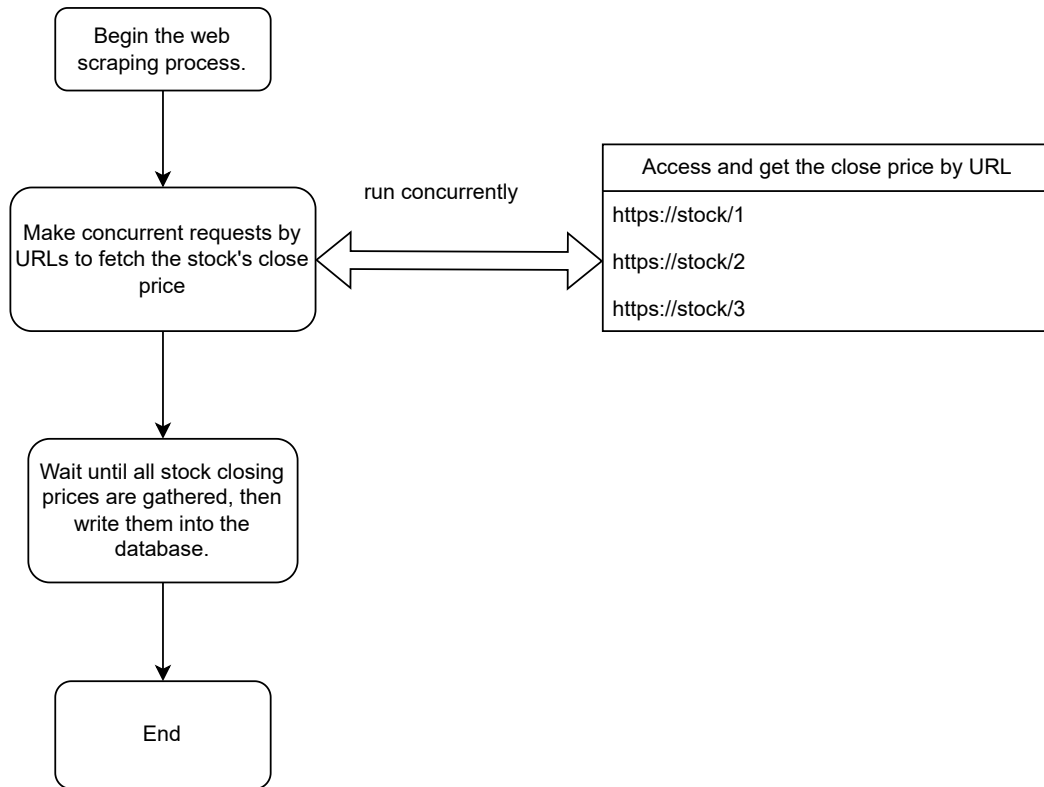 Begin the web
scraping process.
run concurrently
Access and get the close price by URL
https://stock/1
https://stock/2
https://stock/3
Make concurrent requests by
URLs to fetch the stock's close
price
Wait until all stock closing
prices are gathered, then
write them into the
database.
End